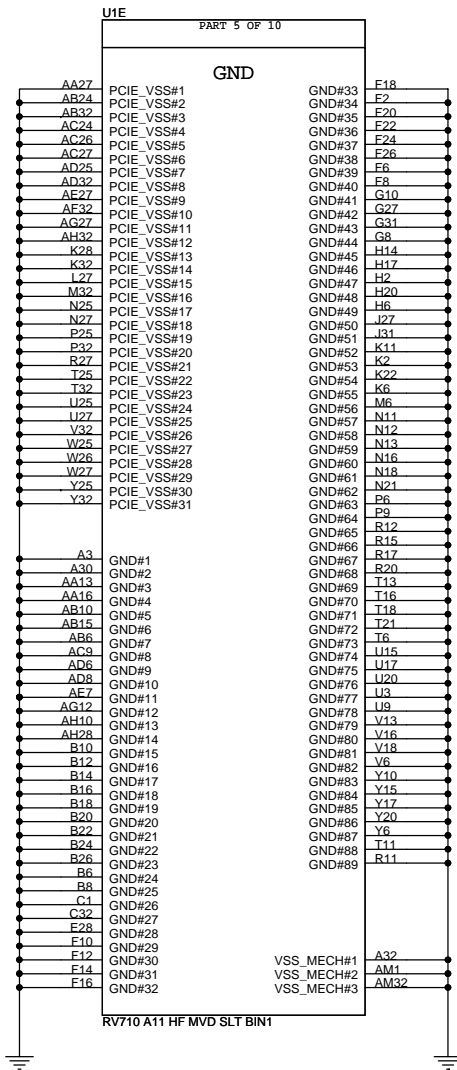 U1E
PART 5 OF 10
GND
AA27 PCIE_VSS#1
AB24 PCIE_VSS#2
AB32 PCIE_VSS#3
AC24 PCIE_VSS#4
AC26 PCIE_VSS#5
AC27 PCIE_VSS#6
AD25 PCIE_VSS#7
AD32 PCIE_VSS#8
AE27 PCIE_VSS#9
AF32 PCIE_VSS#10
AG27 PCIE_VSS#11
AH32 PCIE_VSS#12
K28 PCIE_VSS#13
K32 PCIE_VSS#14
L27 PCIE_VSS#15
M32 PCIE_VSS#16
N25 PCIE_VSS#17
N27 PCIE_VSS#18
P25 PCIE_VSS#19
P32 PCIE_VSS#20
R27 PCIE_VSS#21
T25 PCIE_VSS#22
T32 PCIE_VSS#23
U25 PCIE_VSS#24
U27 PCIE_VSS#25
V32 PCIE_VSS#26
W25 PCIE_VSS#27
W26 PCIE_VSS#28
W27 PCIE_VSS#29
Y25 PCIE_VSS#30
Y32 PCIE_VSS#31
A3 GND#1
A30 GND#2
AA13 GND#3
AA16 GND#4
AB10 GND#5
AB15 GND#6
AB6 GND#7
AC9 GND#8
AD6 GND#9
AD8 GND#10
AE7 GND#11
AG12 GND#12
AH10 GND#13
AH28 GND#14
B10 GND#15
B12 GND#16
B14 GND#17
B16 GND#18
B18 GND#19
B20 GND#20
B22 GND#21
B24 GND#22
B26 GND#23
B6 GND#24
B8 GND#25
C1 GND#26
C32 GND#27
E28 GND#28
F10 GND#29
F12 GND#30
F14 GND#31
F16 GND#32
GND#33 F18
GND#34 F2
GND#35 F20
GND#36 F22
GND#37 F24
GND#38 F26
GND#39 F6
GND#40 F8
GND#41 G10
GND#42 G27
GND#43 G31
GND#44 G8
GND#45 H14
GND#46 H17
GND#47 H2
GND#48 H20
GND#49 H6
GND#50 J27
GND#51 J31
GND#52 K11
GND#53 K2
GND#54 K22
GND#55 K6
GND#56 M6
GND#57 N11
GND#58 N12
GND#59 N13
GND#60 N16
GND#61 N18
GND#62 N21
GND#63 P6
GND#64 P9
GND#65 R12
GND#66 R15
GND#67 R17
GND#68 R20
GND#69 T13
GND#70 T16
GND#71 T18
GND#72 T21
GND#73 T6
GND#74 U15
GND#75 U17
GND#76 U20
GND#77 U3
GND#78 U9
GND#79 V13
GND#80 V16
GND#81 V18
GND#82 V6
GND#83 Y10
GND#84 Y15
GND#85 Y17
GND#86 Y20
GND#87 Y6
GND#88 T11
GND#89 R11
VSS_MECH#1 A32
VSS_MECH#2 AM1
VSS_MECH#3 AM32
RV710 A11 HF MVD SLT BIN1